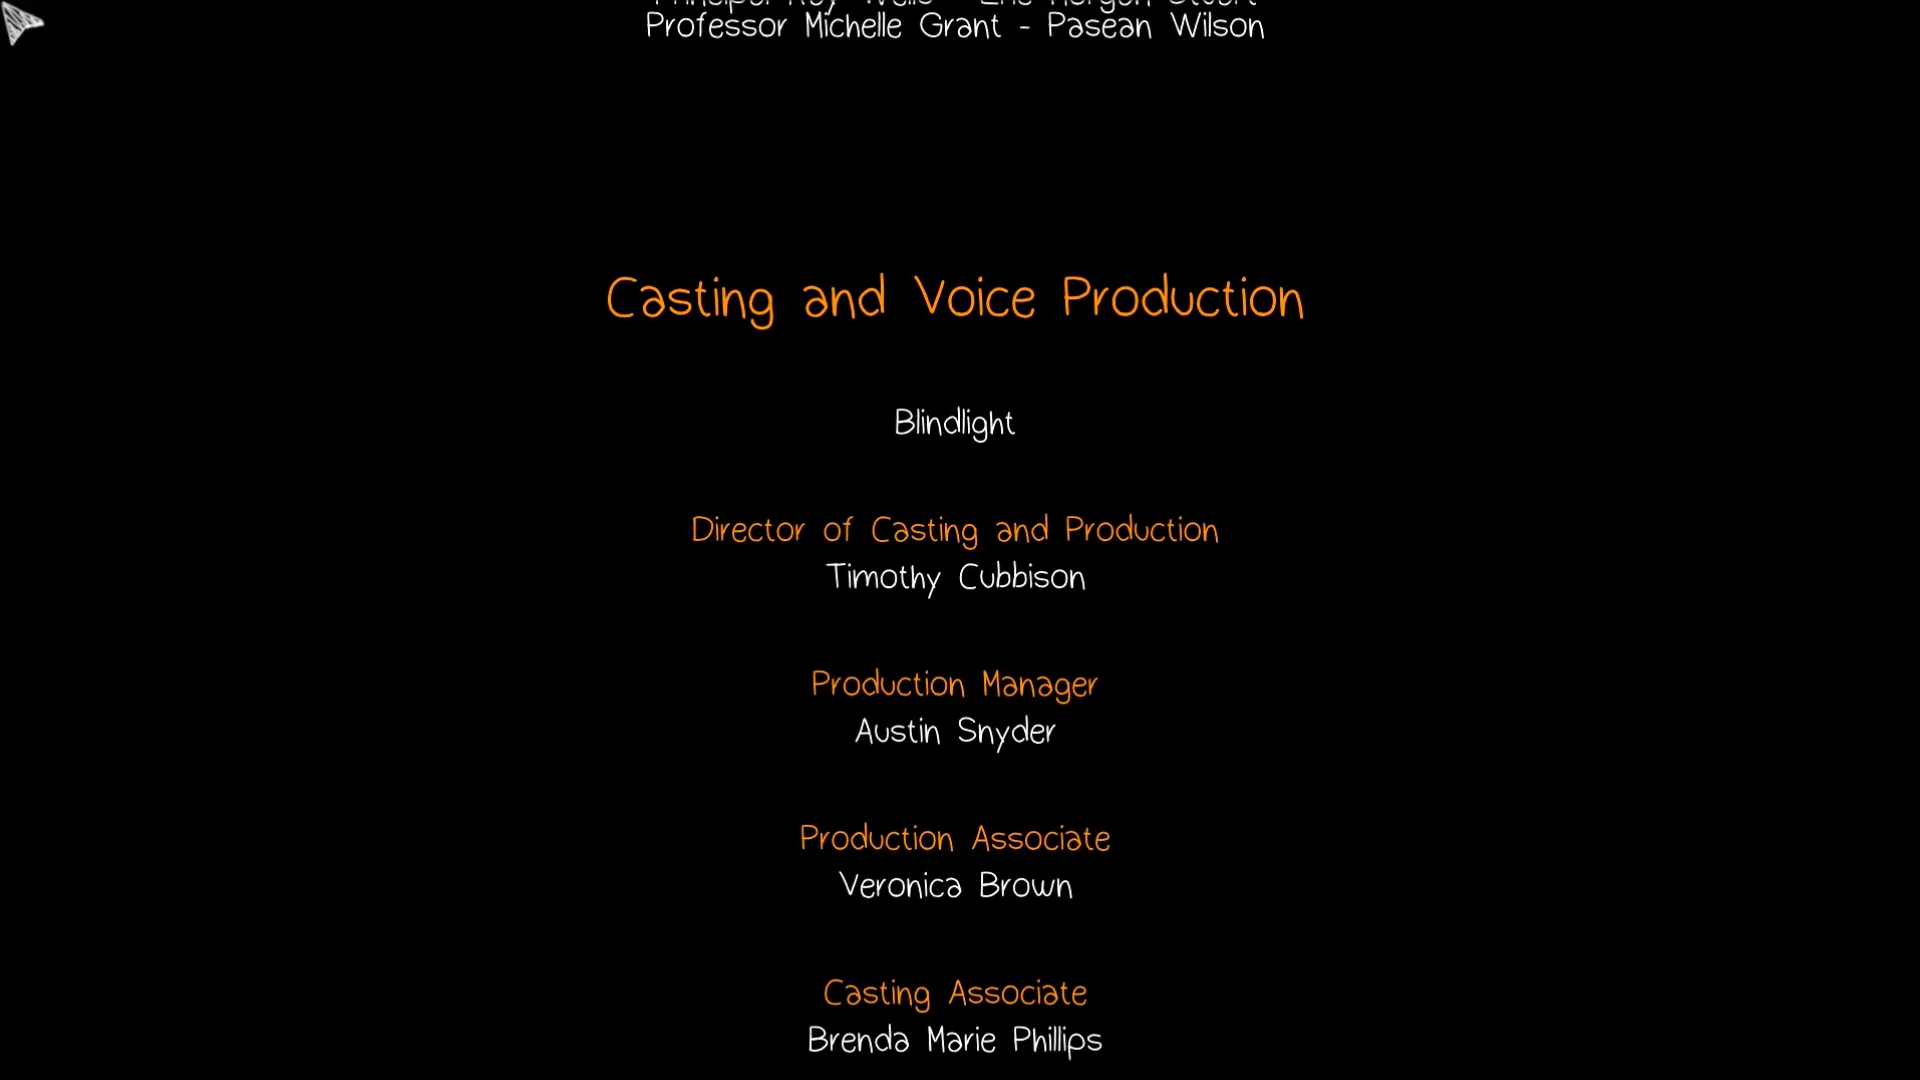 Professor Michelle Grant - Pasean Wilson
Casting and Voice Production
Blindlight
Director of Casting and Production
Timothy Cubbison
Production Manager
Austin Snyder
Production Associate
Veronica Brown
Casting Associate
Brenda Marie Phillips